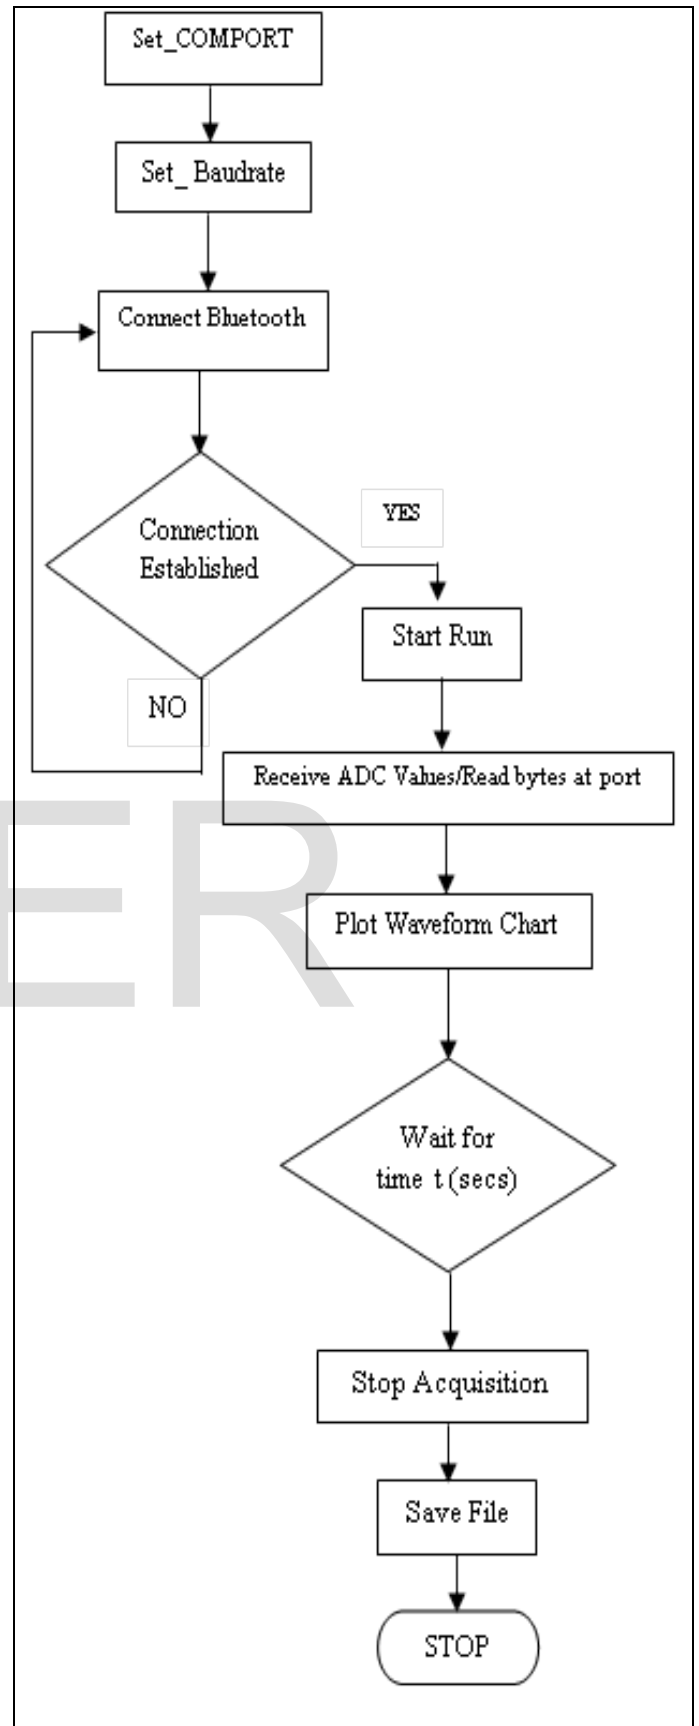 Set_COMPORT
Set_ Baudrate
Connect Bluetooth
Connection
Established
YES
NO
Start Run
Receive ADC Values/Read bytes at port
Plot Waveform Chart
Wait for
time t (secs)
Stop Acquisition
Save File
STOP
ER